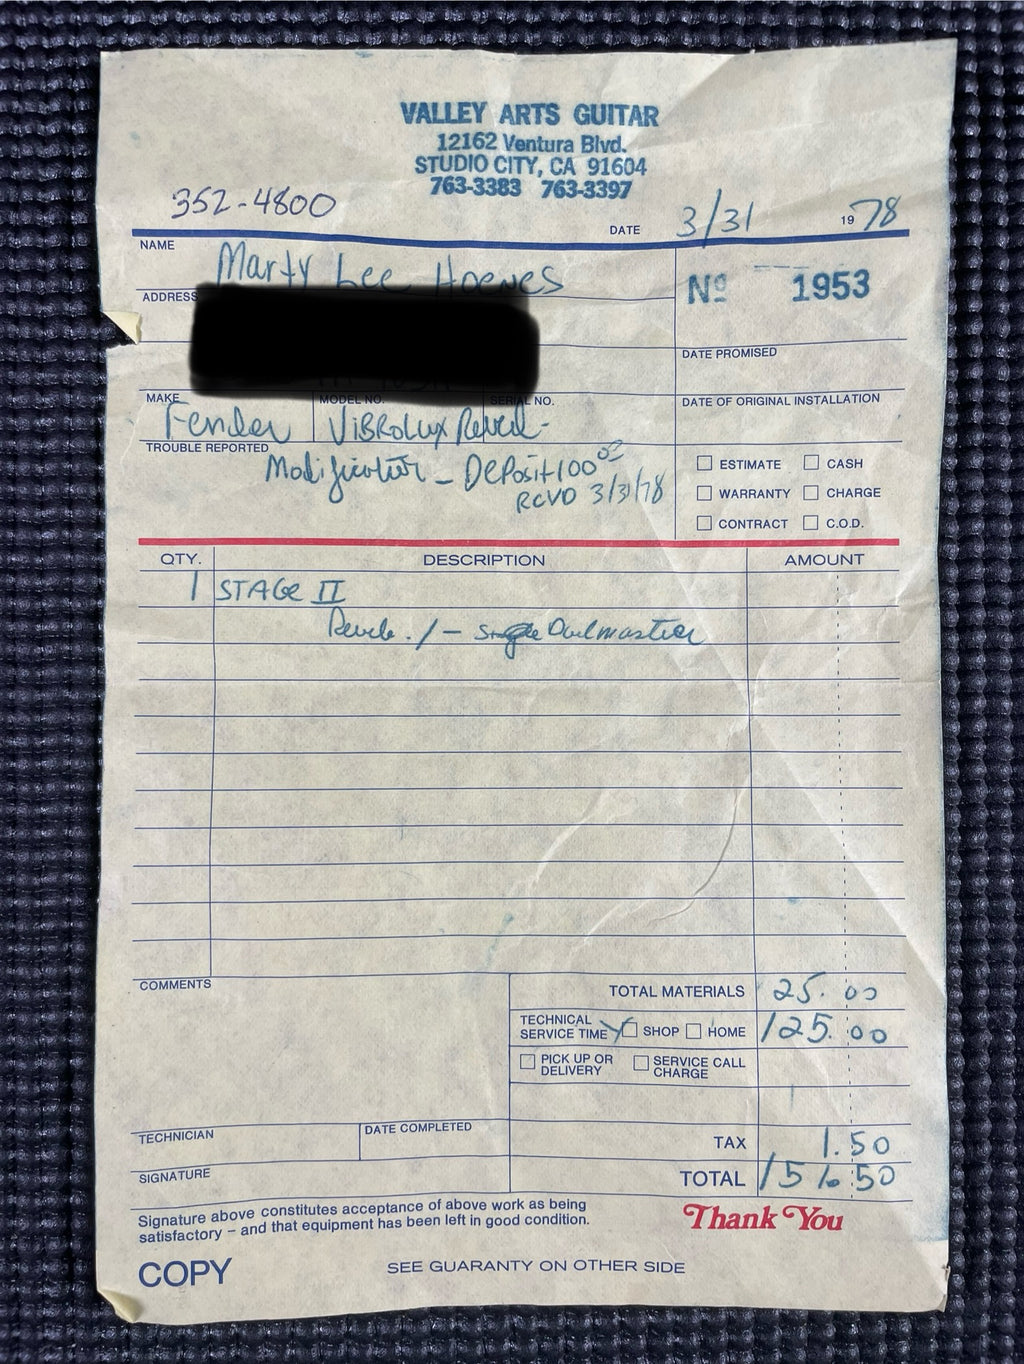 VALLEY ARTS GUITAR
12162 Ventura Blvd.
STUDIO CITY, CA 91604
763-3383 763-3397
352-4800
DATE 3/31 1978
NAME Marty Lee Hoenes
ADDRESS
Nº 1953
DATE PROMISED
MAKE Fender
MODEL NO. ViBRoLux
SERIAL NO.
DATE OF ORIGINAL INSTALLATION
TROUBLE REPORTED
Deposit 100 00
RCVD 3/31/78
ESTIMATE CASH
WARRANTY CHARGE
CONTRACT C.O.D.
QTY. DESCRIPTION AMOUNT
1 STAGE II
COMMENTS
TOTAL MATERIALS 25.00
TECHNICAL SERVICE TIME SHOP HOME 125.00
PICK UP OR DELIVERY SERVICE CALL CHARGE
TECHNICIAN DATE COMPLETED
TAX 1.50
SIGNATURE
TOTAL
Signature above constitutes acceptance of above work as being
satisfactory – and that equipment has been left in good condition.
Thank You
COPY SEE GUARANTY ON OTHER SIDE